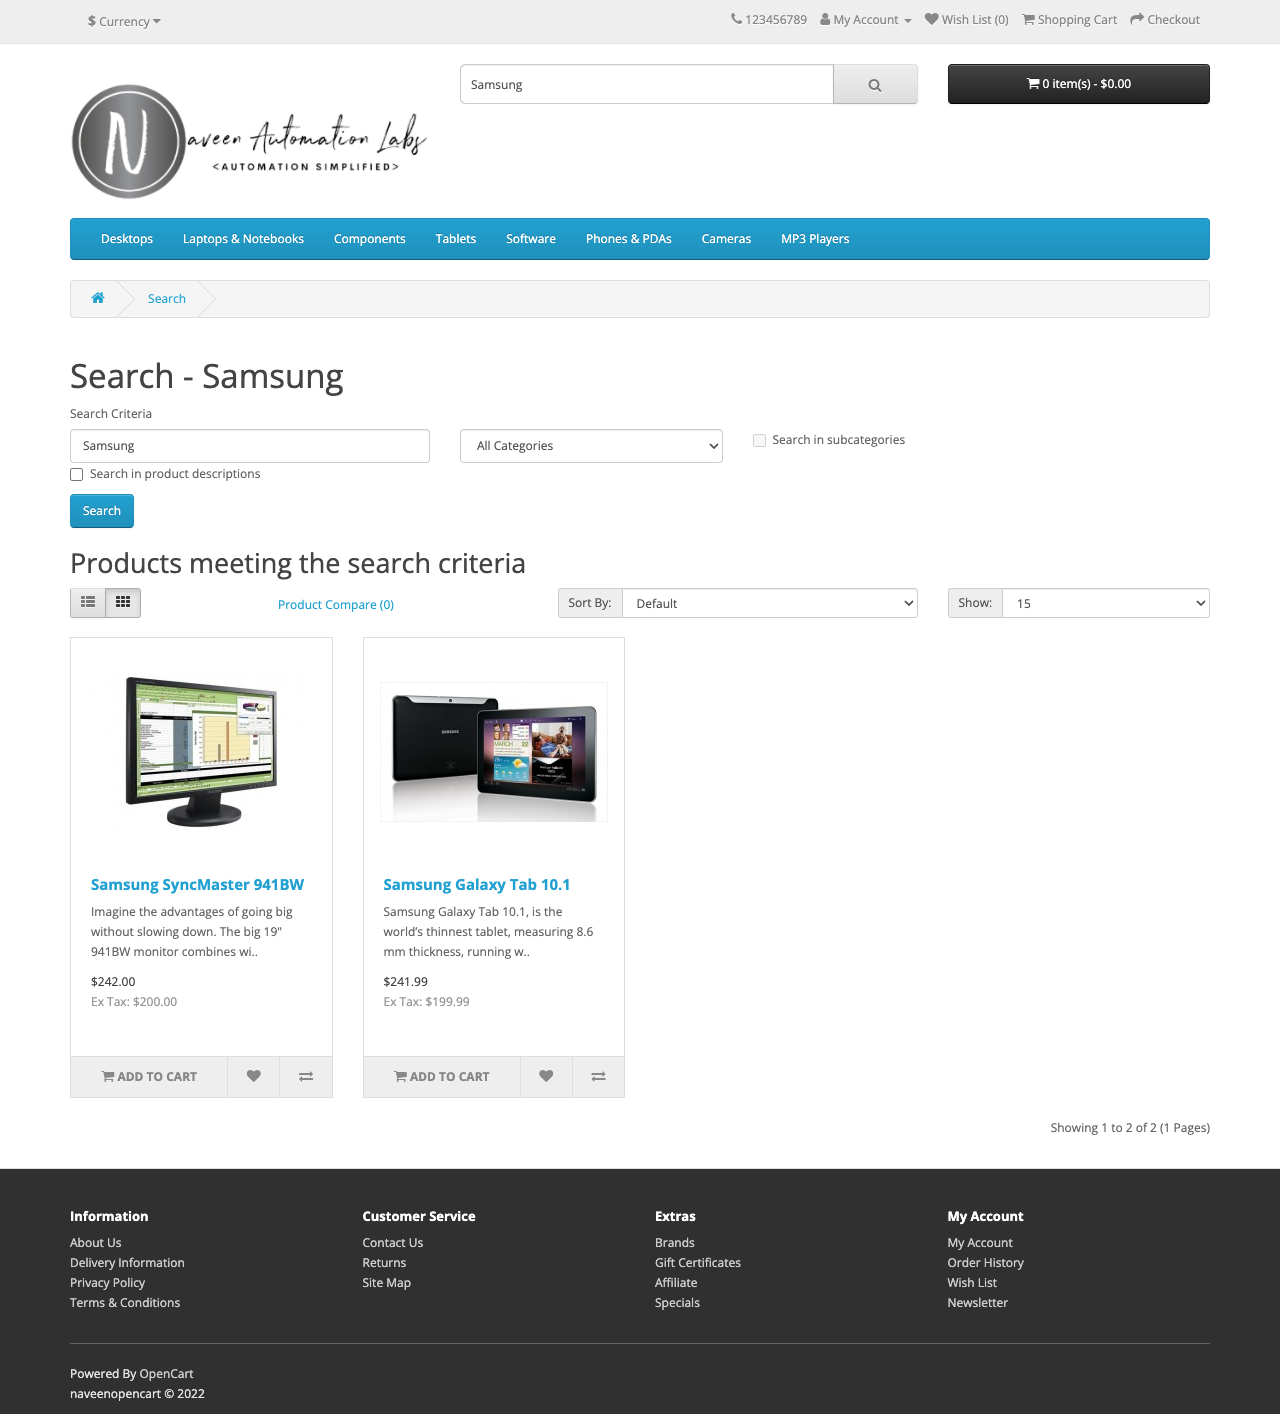 $ Currency
123456789 My Account Wish List (0) Shopping Cart Checkout
Samsung
0 item(s) - $0.00
N
aveen Automation Labs
<AUTOMATION SIMPLIFIED>
Desktops Laptops & Notebooks Components Tablets Software Phones & PDAs Cameras MP3 Players
Search
Search - Samsung
Search Criteria
Samsung All Categories Search in subcategories
Search in product descriptions
Search
Products meeting the search criteria
Product Compare (0) Sort By: Default Show: 15
SAMSUNG
MARCH 22
Samsung SyncMaster 941BW
Imagine the advantages of going big
without slowing down. The big 19"
941BW monitor combines wi..
$242.00
Ex Tax: $200.00
ADD TO CART
Samsung Galaxy Tab 10.1
Samsung Galaxy Tab 10.1, is the
world’s thinnest tablet, measuring 8.6
mm thickness, running w..
$241.99
Ex Tax: $199.99
ADD TO CART
Showing 1 to 2 of 2 (1 Pages)
Information
About Us
Delivery Information
Privacy Policy
Terms & Conditions
Customer Service
Contact Us
Returns
Site Map
Extras
Brands
Gift Certificates
Affiliate
Specials
My Account
My Account
Order History
Wish List
Newsletter
Powered By OpenCart
naveenopencart © 2022